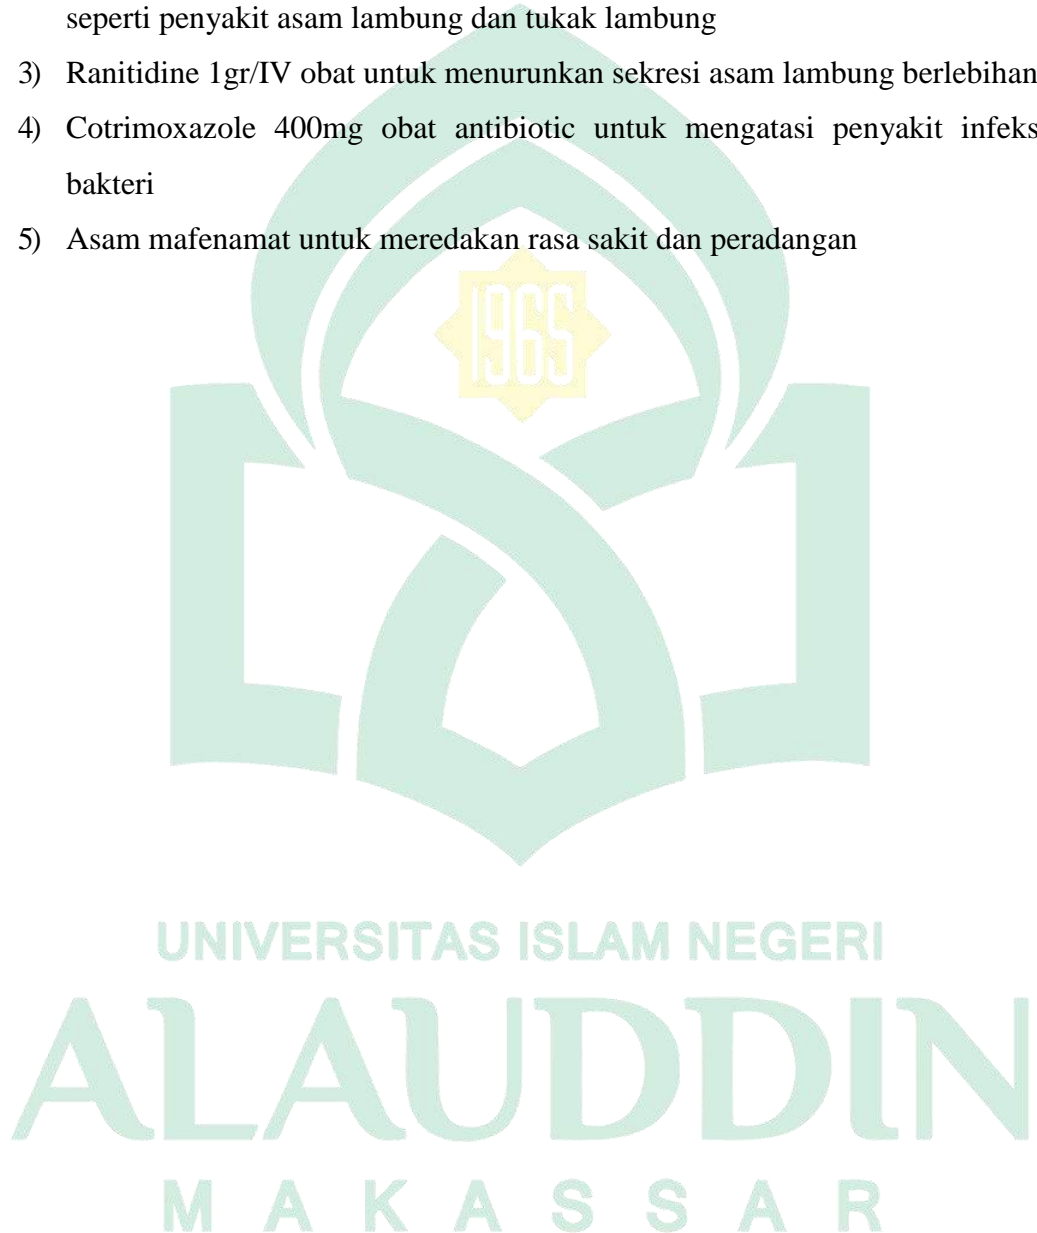 seperti penyakit asam lambung dan tukak lambung
3) Ranitidine 1gr/IV obat untuk menurunkan sekresi asam lambung berlebihan
4) Cotrimoxazole 400mg obat antibiotic untuk mengatasi penyakit infeks
bakteri
5) Asam mafenamat untuk meredakan rasa sakit dan peradangan
1965
UNIVERSITAS ISLAM NEGERI
ALAUDDIN
MAKASSAR